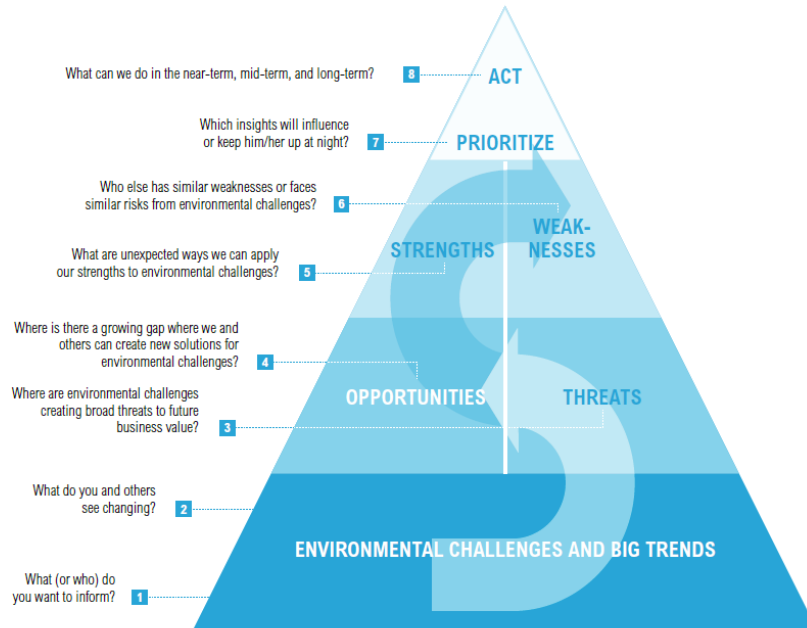 What can we do in the near-term, mid-term, and long-term?
8
ACT
Which insights will influence
or keep him/her up at night?
7
PRIORITIZE
Who else has similar weaknesses or faces
similar risks from environmental challenges?
6
WEAK-
NESSES
STRENGTHS
What are unexpected ways we can apply
our strengths to environmental challenges?
5
Where is there a growing gap where we and
others can create new solutions for
environmental challenges?
4
OPPORTUNITIES
THREATS
Where are environmental challenges
creating broad threats to future
business value?
3
What do you and others
see changing?
2
ENVIRONMENTAL CHALLENGES AND BIG TRENDS
What (or who) do
you want to inform?
1